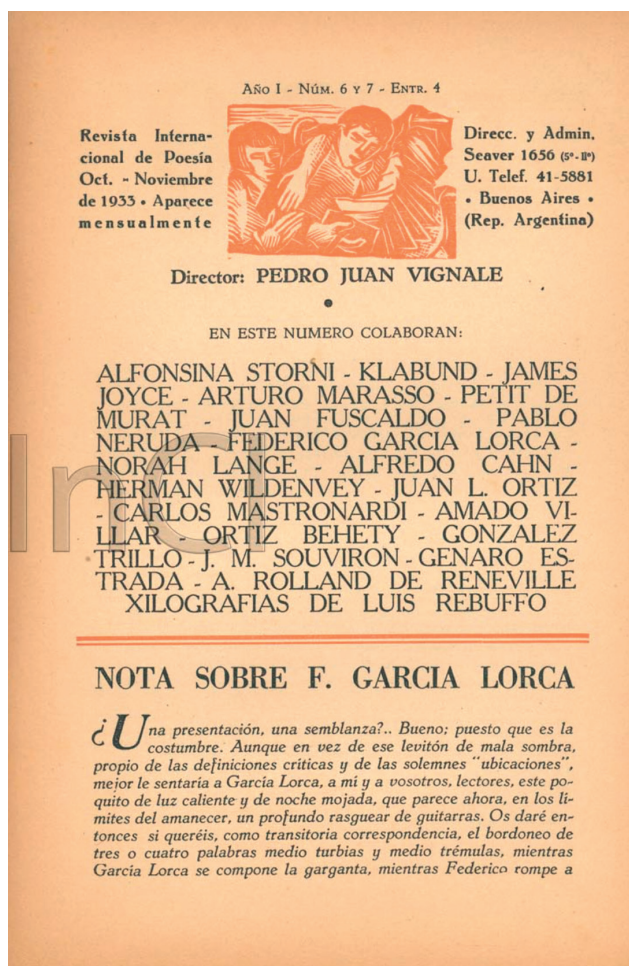 Año I - Núm. 6 y 7 - Entr. 4
Revista Interna-
cional de Poesía
Oct. - Noviembre
de 1933 • Aparece
mensualmente
Direcc. y Admin.
Seaver 1656 (5º-IIº)
U. Telef. 41-5881
• Buenos Aires •
(Rep. Argentina)
Director: PEDRO JUAN VIGNALE
EN ESTE NUMERO COLABORAN:
ALFONSINA STORNI - KLABUND - JAMES
JOYCE - ARTURO MARASSO - PETIT DE
MURAT - JUAN FUSCALDO - PABLO
NERUDA - FEDERICO GARCIA LORCA -
NORAH LANGE - ALFREDO CAHN -
HERMAN WILDENVEY - JUAN L. ORTIZ
- CARLOS MASTRONARDI - AMADO VI-
LLAR - ORTIZ BEHETY - GONZALEZ
TRILLO - J. M. SOUVIRON - GENARO ES-
TRADA - A. ROLLAND DE RENEVILLE
XILOGRAFIAS DE LUIS REBUFFO
NOTA SOBRE F. GARCIA LORCA
¿Una presentación, una semblanza?.. Bueno; puesto que es la
costumbre. Aunque en vez de ese levitón de mala sombra,
propio de las definiciones críticas y de las solemnes "ubicaciones",
mejor le sentaría a García Lorca, a mí y a vosotros, lectores, este po-
quito de luz caliente y de noche mojada, que parece ahora, en los lí-
mites del amanecer, un profundo rasguear de guitarras. Os daré en-
tonces si queréis, como transitoria correspondencia, el bordoneo de
tres o cuatro palabras medio turbias y medio trémulas, mientras
García Lorca se compone la garganta, mientras Federico rompe a